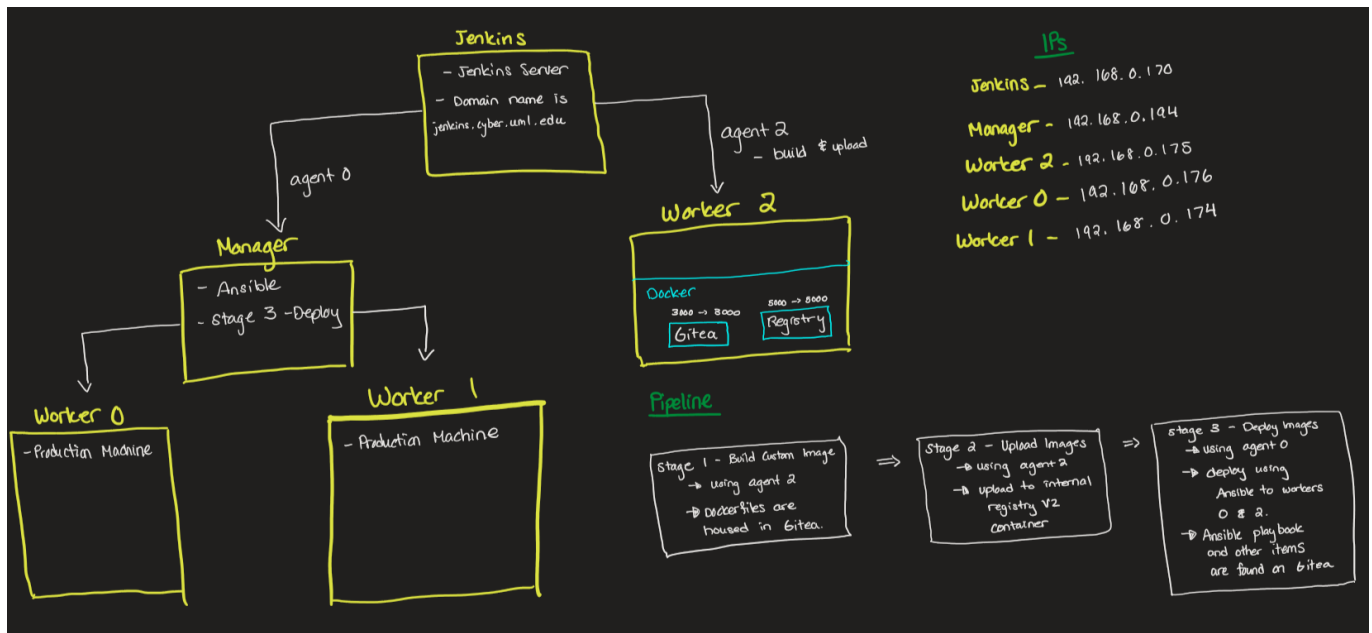 Jenkins
- Jenkins Server
- Domain name is
jenkins.cyber.uml.edu
agent 0
agent 2
- build & upload
IPs
Jenkins - 192.168.0.170
Manager - 192.168.0.194
Worker 2 - 192.168.0.175
Worker 0 - 192.168.0.176
Worker 1 - 192.168.0.174
Manager
- Ansible
- Stage 3 - Deploy
Worker 2
Docker
3000 → 3000
Gitea
5000 → 5000
Registry
Worker 0
- Production Machine
Worker 1
- Production Machine
Pipeline
Stage 1 - Build Custom Image
→ using agent 2
→ Dockerfiles are
housed in Gitea.
⇒
Stage 2 - Upload Images
→ using agent 2
→ upload to internal
registry V2
container
⇒
Stage 3 - Deploy Images
→ using agent 0
→ deploy using
Ansible to workers
0 & 2.
→ Ansible playbook
and other items
are found on Gitea